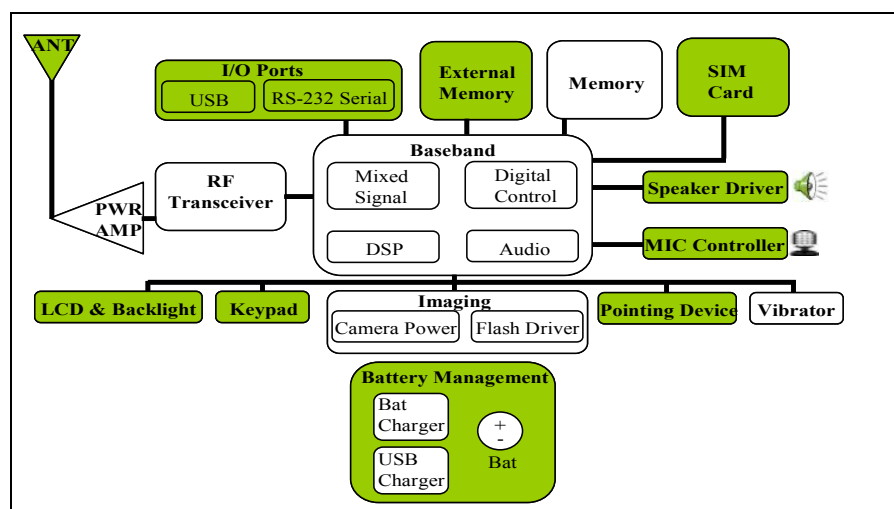 ANT
I/O Ports
USB
RS-232 Serial
External
Memory
Memory
SIM
Card
Baseband
Mixed
Signal
Digital
Control
DSP
Audio
RF
Transceiver
PWR
AMP
Speaker Driver
MIC Controller
LCD & Backlight
Keypad
Imaging
Camera Power
Flash Driver
Pointing Device
Vibrator
Battery Management
Bat
Charger
+
-
Bat
USB
Charger